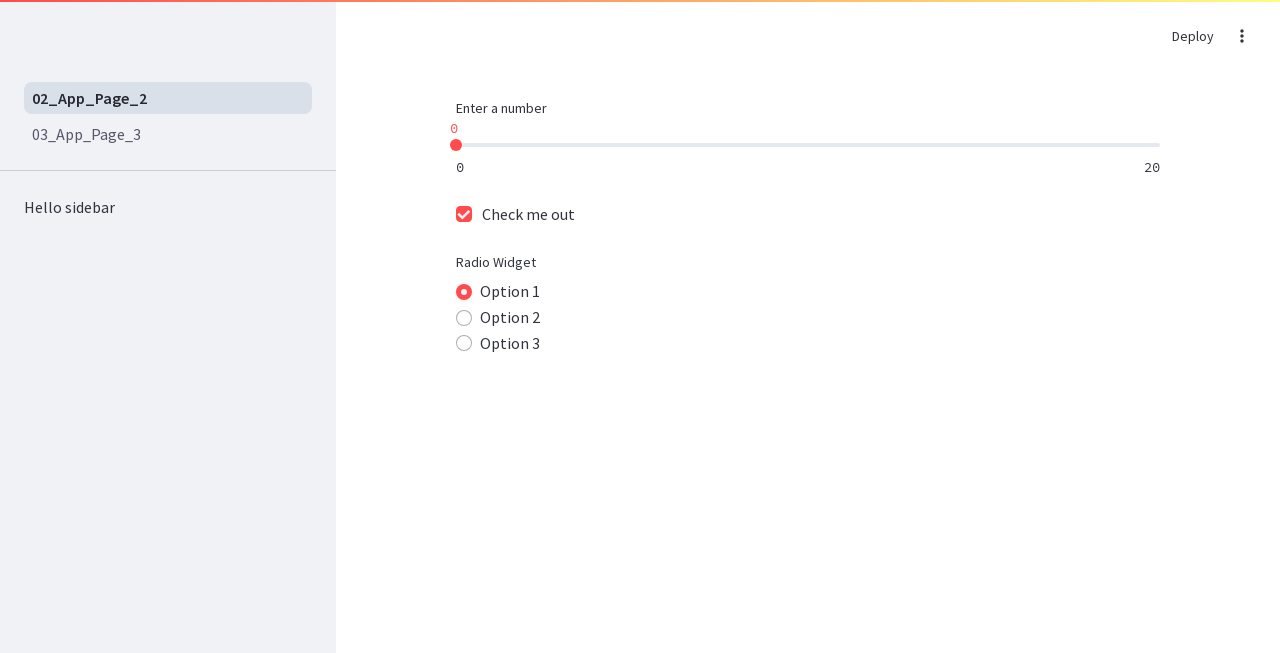 Deploy
02_App_Page_2
03_App_Page_3
Hello sidebar
Enter a number
0
0 20
Check me out
Radio Widget
Option 1
Option 2
Option 3